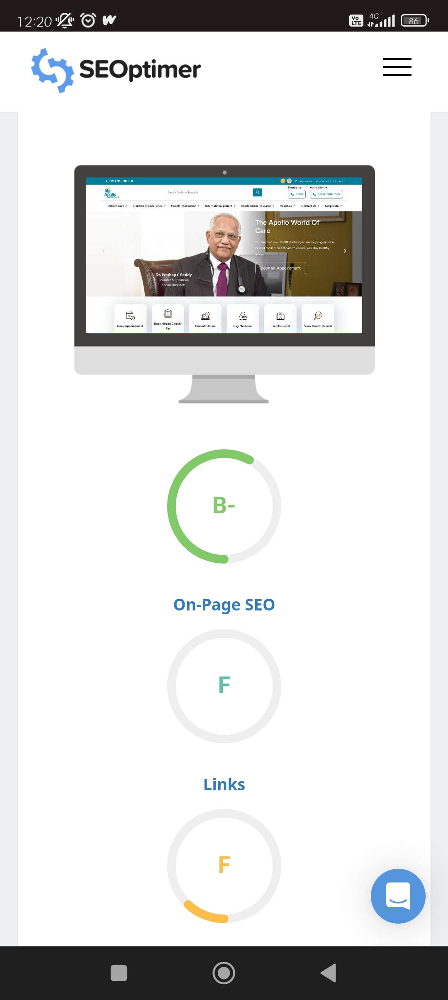 12:20
Vo
LTE
4G
86
SEOptimer
Privacy policy | Disclaimer | Contact
Apollo
HOSPITALS
Search Doctor or Hospital
Emergency
1066
Apollo Lifeline
1860-500-1066
Patient Care
Centres of Excellence
Health Information
International patient
Academics & Research
Hospitals
Contact Us
Corporate
The Apollo World Of
Care
Our team of over 11000 doctors join me in giving you the
best of modern healthcare to ensure you stay healthy,
always.
Book an Appointment
Dr. Prathap C Reddy
Founder & Chairman
Apollo Hospitals
Book Appointment
Book Health Check-
Up
Consult Online
Buy Medicine
Find Hospital
View Health Record
B-
On-Page SEO
F
Links
F